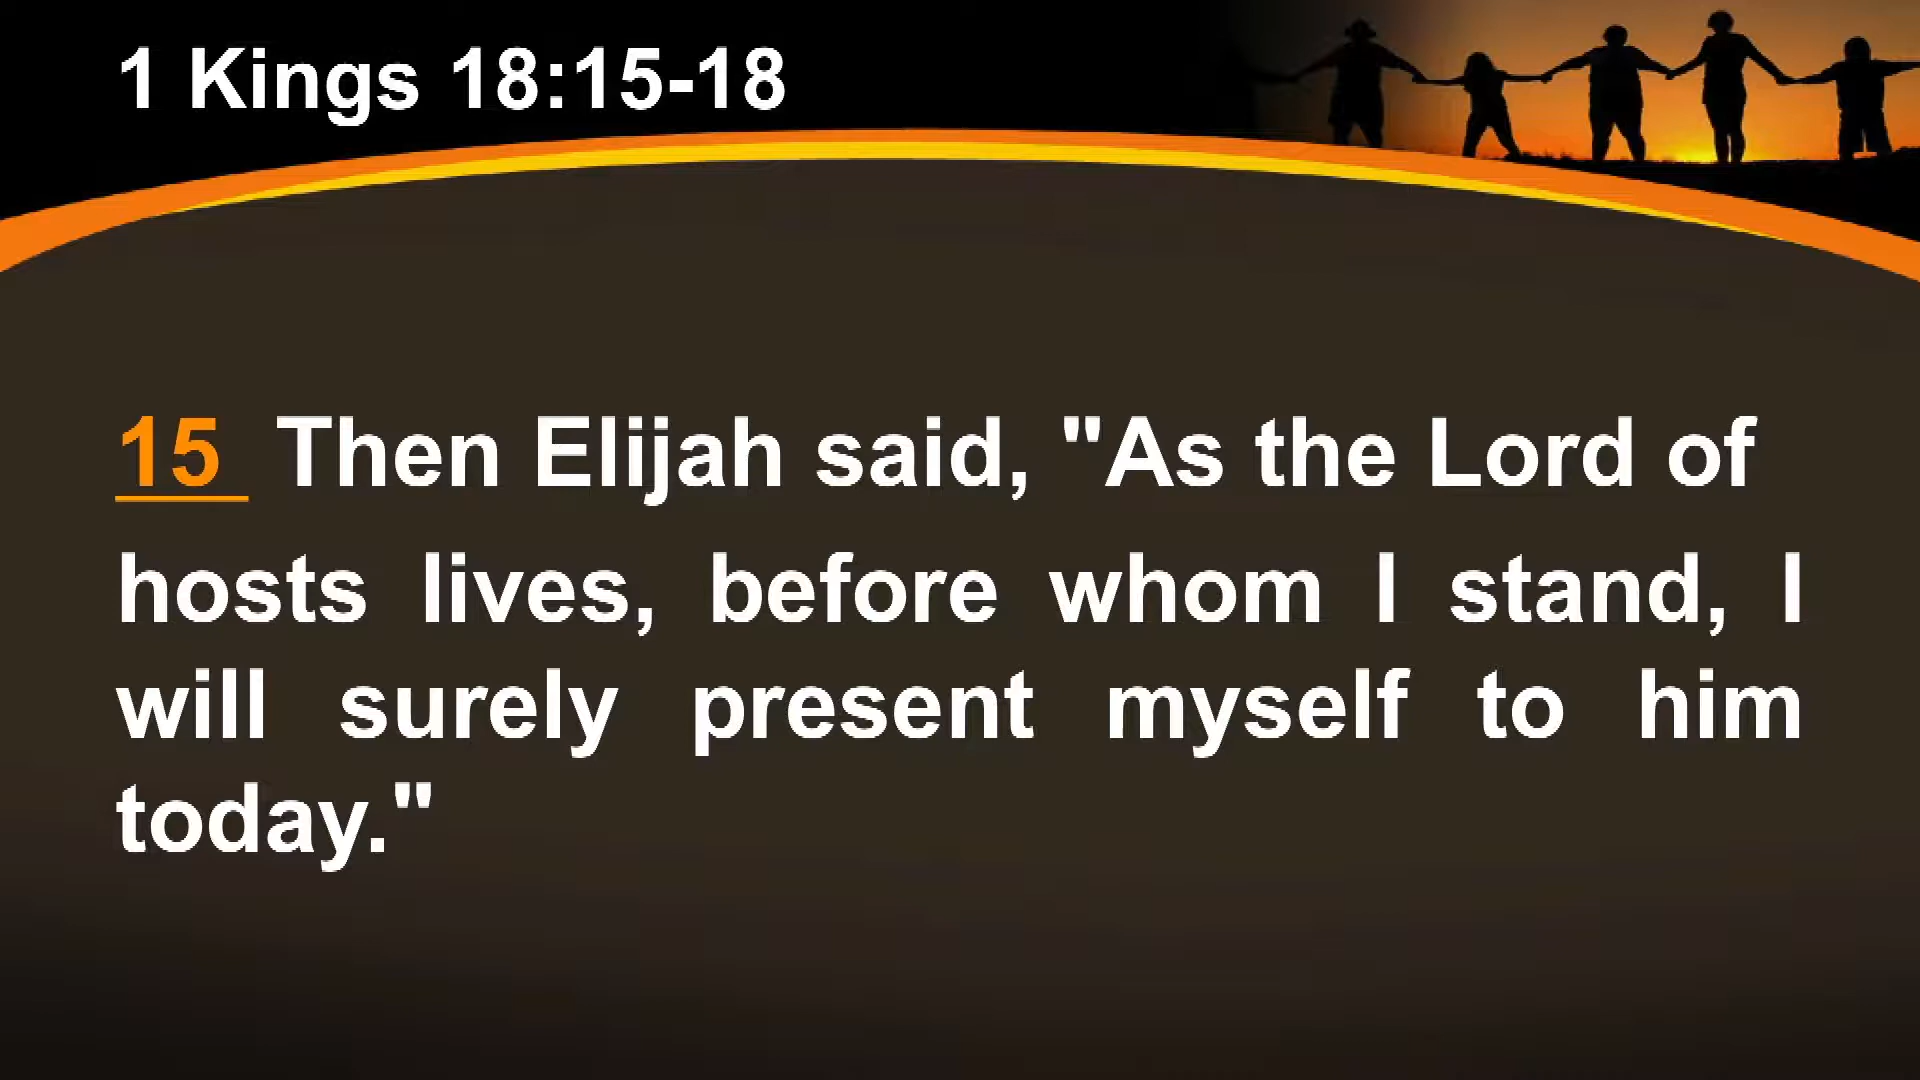 1 Kings 18:15-18
15 Then Elijah said, "As the Lord of
hosts lives, before whom I stand, I
will surely present myself to him
today."